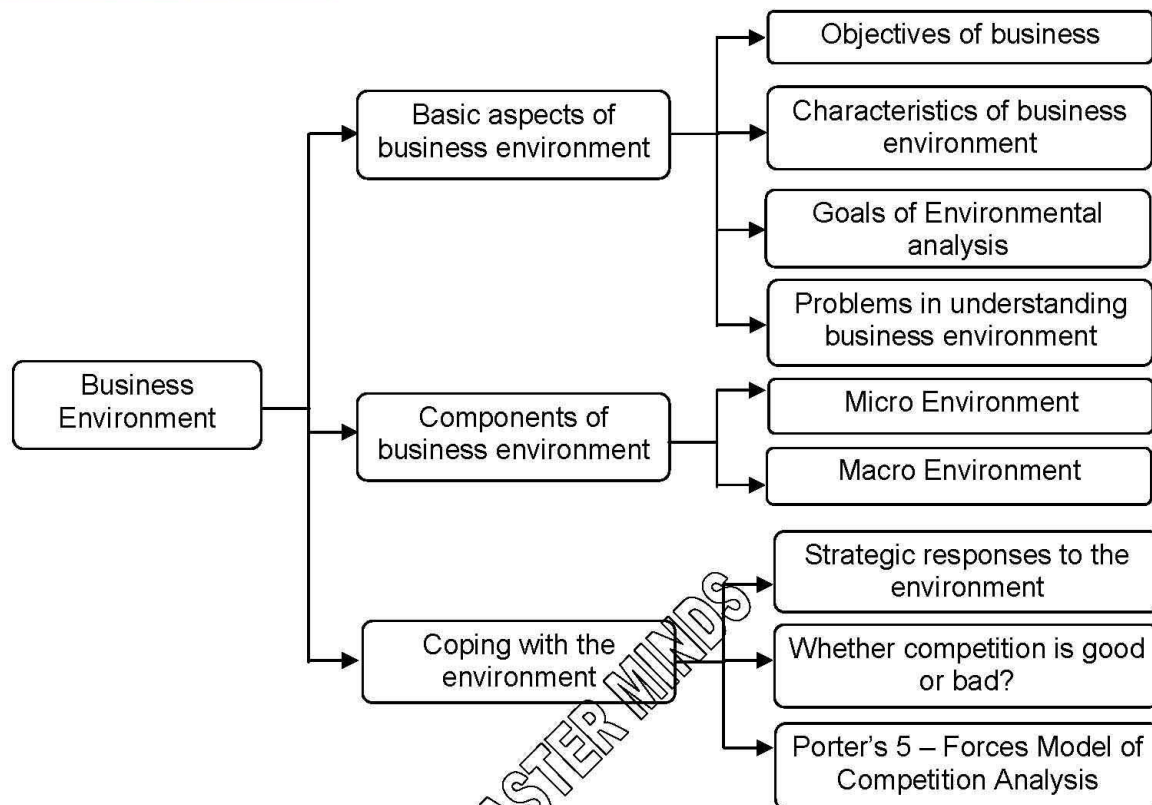 Objectives of business
Basic aspects of
business environment
Characteristics of business
environment
Goals of Environmental
analysis
Problems in understanding
business environment
Business
Environment
Components of
business environment
Micro Environment
Macro Environment
Strategic responses to the
environment
Coping with the
environment
Whether competition is good
or bad?
Porter's 5 – Forces Model of
Competition Analysis
MINDS